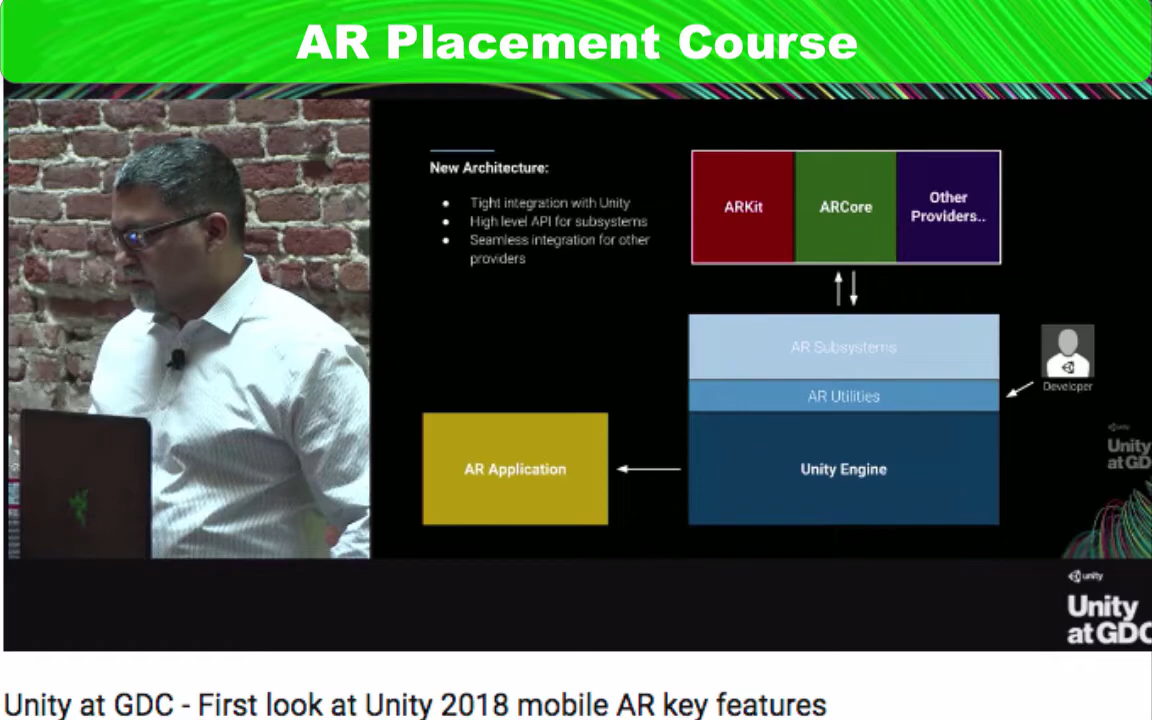 AR Placement Course
New Architecture:
● Tight integration with Unity
● High level API for subsystems
● Seamless integration for other
providers
ARKit
ARCore
Other
Providers..
AR Subsystems
AR Utilities
Developer
AR Application
Unity Engine
unity
Unity
at GD
unity
Unity
at GDC
Unity at GDC - First look at Unity 2018 mobile AR key features